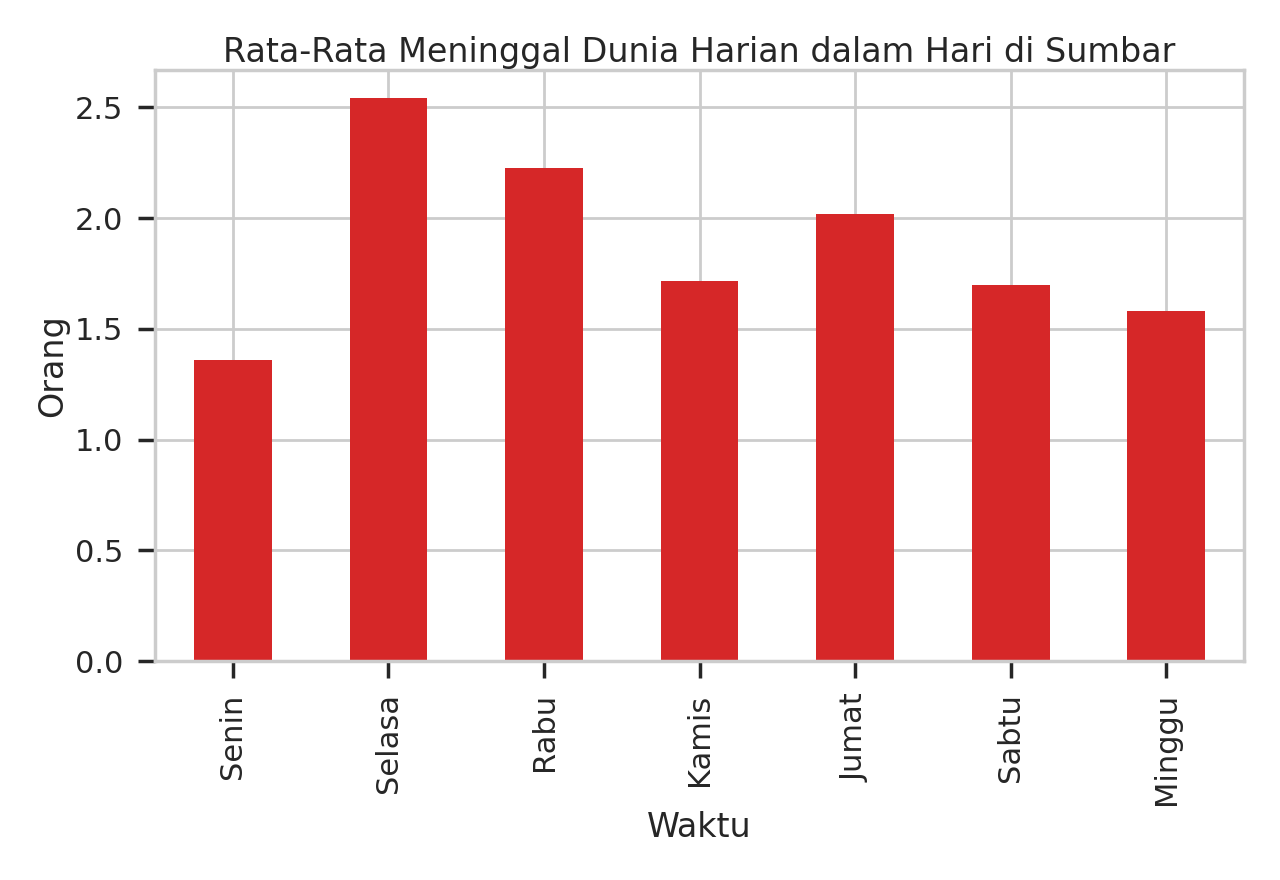 Rata-Rata Meninggal Dunia Harian dalam Hari di Sumbar
2.5
2.0
1.5
1.0
0.5
0.0
Orang
Senin
Selasa
Rabu
Kamis
Jumat
Sabtu
Minggu
Waktu